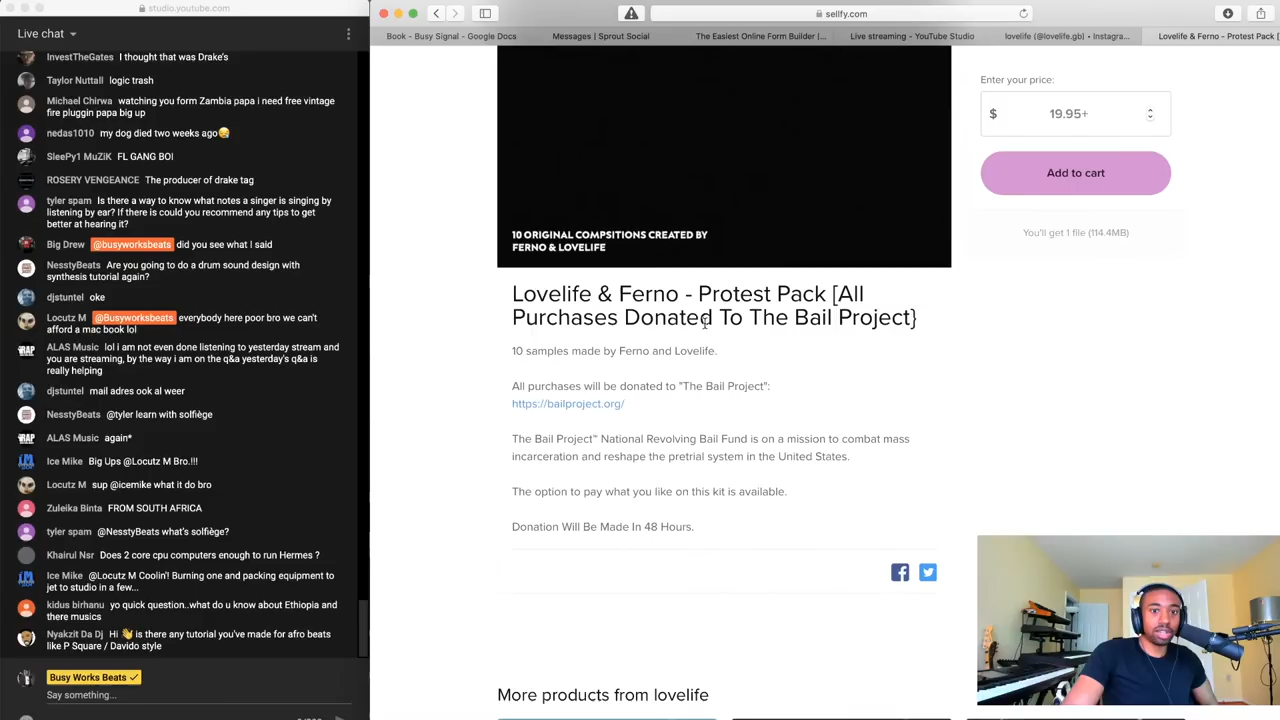 studio.youtube.com
Live chat
InvestTheGates I thought that was Drake's
Taylor Nuttall logic trash
Michael Chirwa watching you form Zambia papa i need free vintage
fire pluggin papa big up
nedas1010 my dog died two weeks ago😪
SleePy1 MuZiK FL GANG BOI
ROSERY VENGEANCE The producer of drake tag
tyler spam Is there a way to know what notes a singer is singing by
listening by ear? If there is could you recommend any tips to get
better at hearing it?
Big Drew @busyworksbeats did you see what I said
NesstyBeats Are you going to do a drum sound design with
synthesis tutorial again?
djstuntel oke
Locutz M @Busyworksbeats everybody here poor bro we can't
afford a mac book lol
ALAS Music lol i am not even done listening to yesterday stream and
you are streaming, by the way i am on the q&a yesterday's q&a is
really helping
djstuntel mail adres ook al weer
NesstyBeats @tyler learn with solfiège
ALAS Music again*
Ice Mike Big Ups @Locutz M Bro.!!!
Locutz M sup @icemike what it do bro
Zuleika Binta FROM SOUTH AFRICA
tyler spam @NesstyBeats what's solfiège?
Khairul Nsr Does 2 core cpu computers enough to run Hermes ?
Ice Mike @Locutz M Coolin'! Burning one and packing equipment to
jet to studio in a few...
kidus birhanu yo quick question..what do u know about Ethiopia and
there musics
Nyakzit Da Dj Hi 👋 is there any tutorial you've made for afro beats
like P Square / Davido style
Busy Works Beats ✓
Say something...
sellfy.com
Book - Busy Signal - Google Docs
Messages | Sprout Social
The Easiest Online Form Builder |...
Live streaming - YouTube Studio
lovelife (@lovelife.gb) • Instagra...
Lovelife & Ferno - Protest Pack [
10 ORIGINAL COMPSITIONS CREATED BY
FERNO & LOVELIFE
Lovelife & Ferno - Protest Pack [All
Purchases Donated To The Bail Project}
10 samples made by Ferno and Lovelife.
All purchases will be donated to "The Bail Project":
https://bailproject.org/
The Bail Project™ National Revolving Bail Fund is on a mission to combat mass
incarceration and reshape the pretrial system in the United States.
The option to pay what you like on this kit is available.
Donation Will Be Made In 48 Hours.
More products from lovelife
Enter your price:
$ 19.95+
Add to cart
You'll get 1 file (114.4MB)